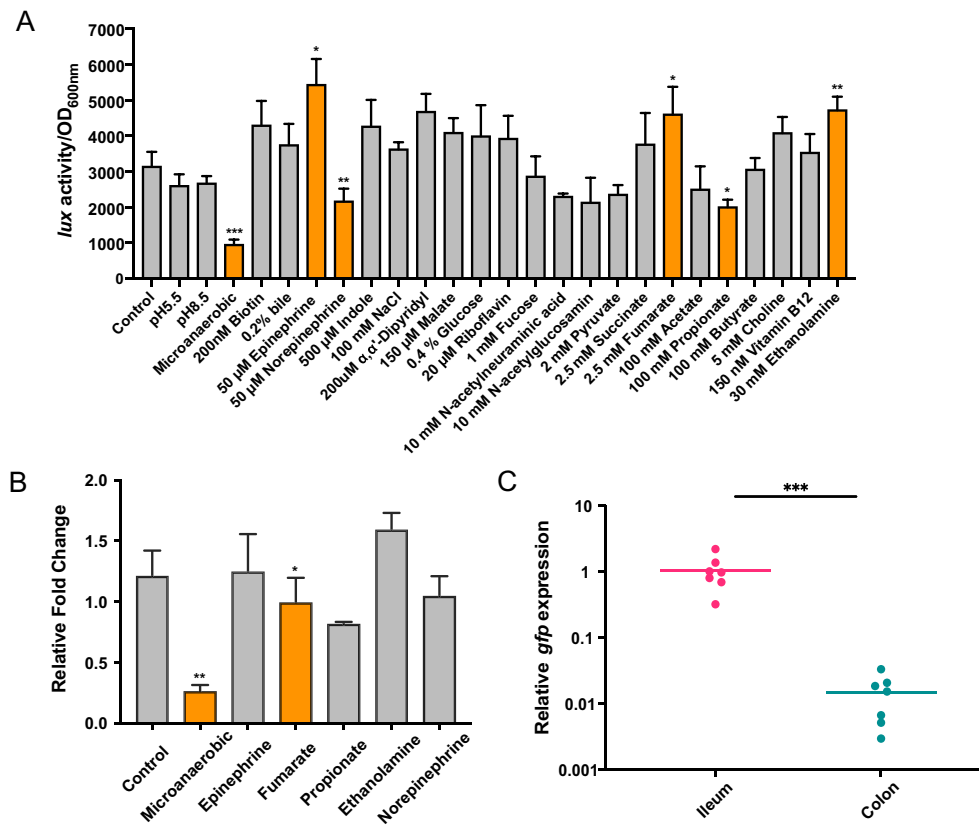 A
lux activity/OD600nm
7000
6000
5000
4000
3000
2000
1000
0
***
*
**
*
*
**
Control
pH5.5
pH8.5
Microanaerobic
200nM Biotin
0.2% bile
50 µM Epinephrine
50 µM Norepinephrine
500 µM Indole
100 mM NaCl
200uM α,α'-Dipyridyl
150 µM Malate
0.4 % Glucose
20 µM Riboflavin
1 mM Fucose
10 mM N-acetylneuraminic acid
10 mM N-acetylglucosamin
2 mM Pyruvate
2.5 mM Succinate
2.5 mM Fumarate
100 mM Acetate
100 mM Propionate
100 mM Butyrate
5 mM Choline
150 nM Vitamin B12
30 mM Ethanolamine
B
Relative Fold Change
2.0
1.5
1.0
0.5
0.0
**
*
Control
Microanaerobic
Epinephrine
Fumarate
Propionate
Ethanolamine
Norepinephrine
C
Relative gfp expression
10
1
0.1
0.01
0.001
***
Ileum
Colon